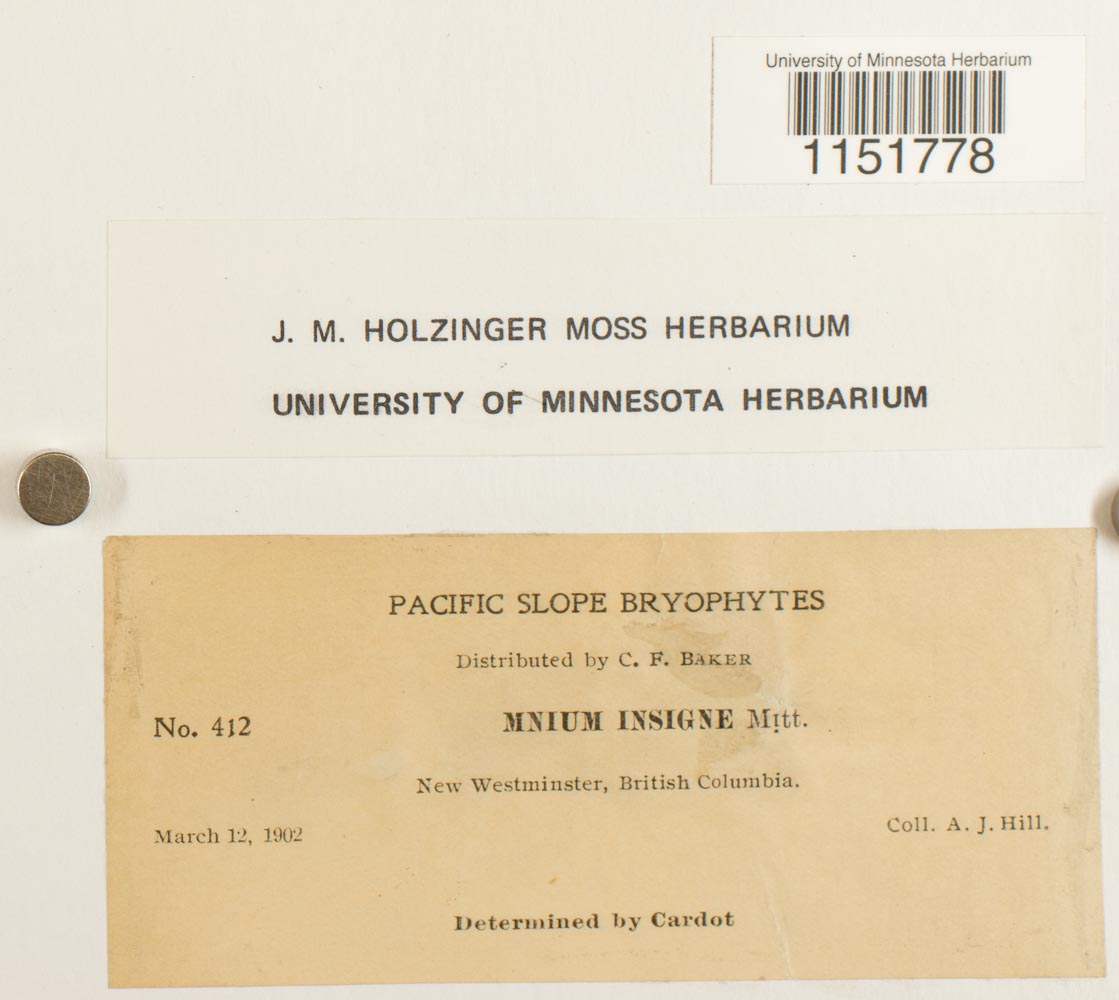 University of Minnesota Herbarium
1151778
J. M. HOLZINGER MOSS HERBARIUM
UNIVERSITY OF MINNESOTA HERBARIUM
PACIFIC SLOPE BRYOPHYTES
Distributed by C. F. BAKER
No. 412 MNIUM INSIGNE Mitt.
New Westminster, British Columbia.
March 12, 1902 Coll. A. J. Hill.
Determined by Cardot